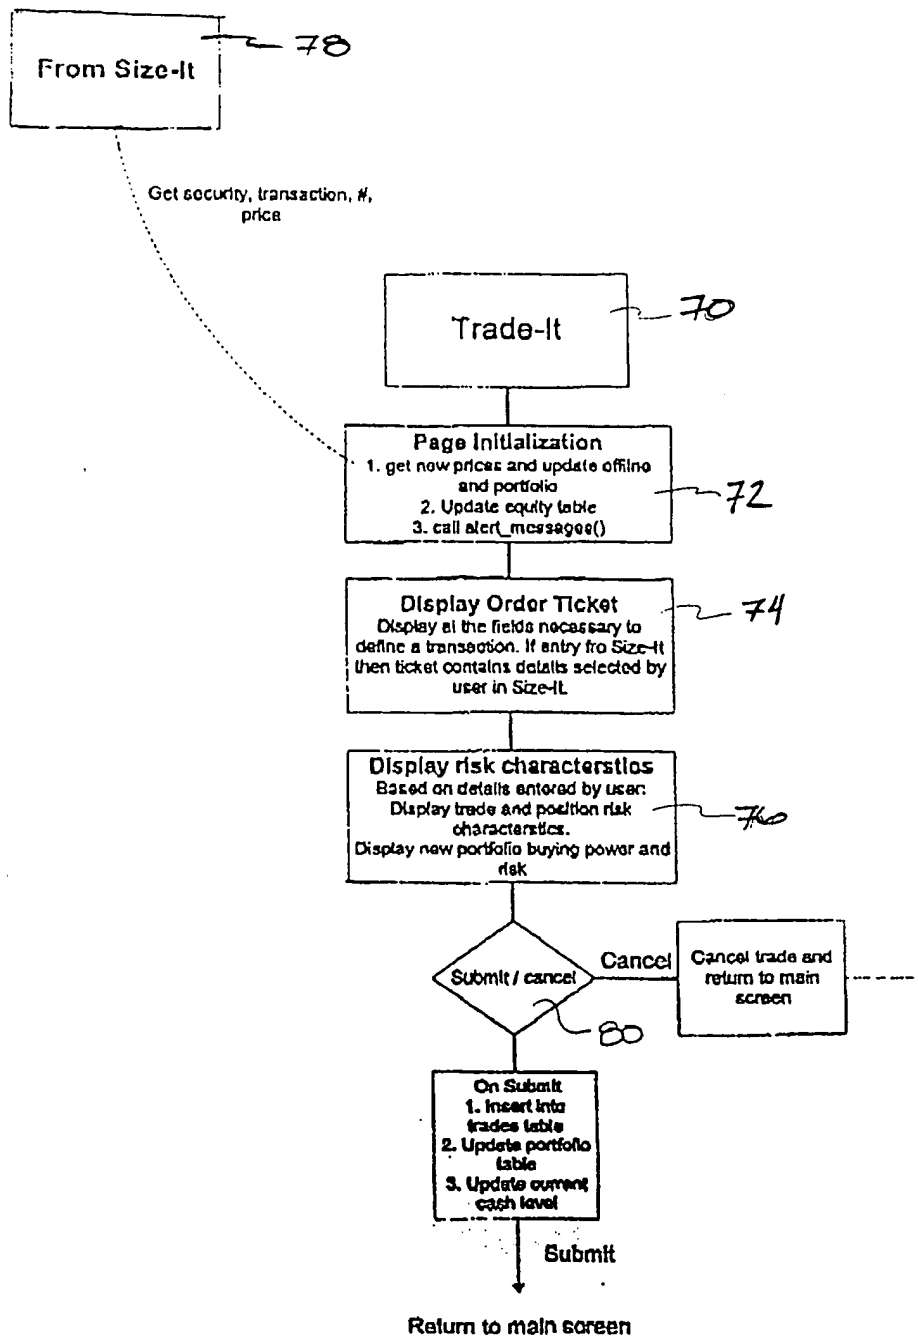 78
From Size-It
Get security, transaction, #,
price
Trade-It
70
Page Initialization
1. get new prices and update offline
and portfolio
2. Update equity table
3. call alert_messages()
72
Display Order Ticket
Display al the fields necessary to
define a transaction. If entry fro Size-It
then ticket contains details selected by
user in Size-It.
74
Display risk characterstics
Based on details entered by user:
Display trade and position risk
characterstics.
Display new portfolio buying power and
risk
76
Submit / cancel
80
Cancel
Cancel trade and
return to main
screen
On Submit
1. Insert into
trades table
2. Update portfolio
table
3. Update current
cash level
Submit
Return to main screen